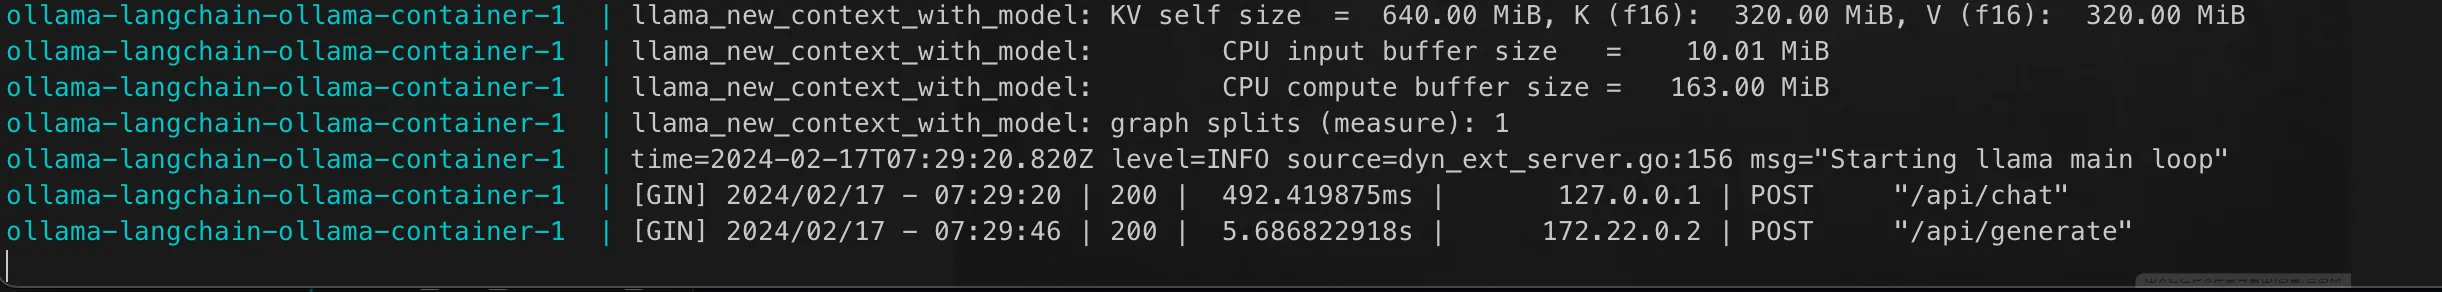 ollama-langchain-ollama-container-1  | llama_new_context_with_model: KV self size  =  640.00 MiB, K (f16):  320.00 MiB, V (f16):  320.00 MiB
ollama-langchain-ollama-container-1  | llama_new_context_with_model:        CPU input buffer size   =    10.01 MiB
ollama-langchain-ollama-container-1  | llama_new_context_with_model:        CPU compute buffer size =   163.00 MiB
ollama-langchain-ollama-container-1  | llama_new_context_with_model: graph splits (measure): 1
ollama-langchain-ollama-container-1  | time=2024-02-17T07:29:20.820Z level=INFO source=dyn_ext_server.go:156 msg="Starting llama main loop"
ollama-langchain-ollama-container-1  | [GIN] 2024/02/17 - 07:29:20 | 200 |  492.419875ms |       127.0.0.1 | POST     "/api/chat"
ollama-langchain-ollama-container-1  | [GIN] 2024/02/17 - 07:29:46 | 200 |  5.686822918s |      172.22.0.2 | POST     "/api/generate"